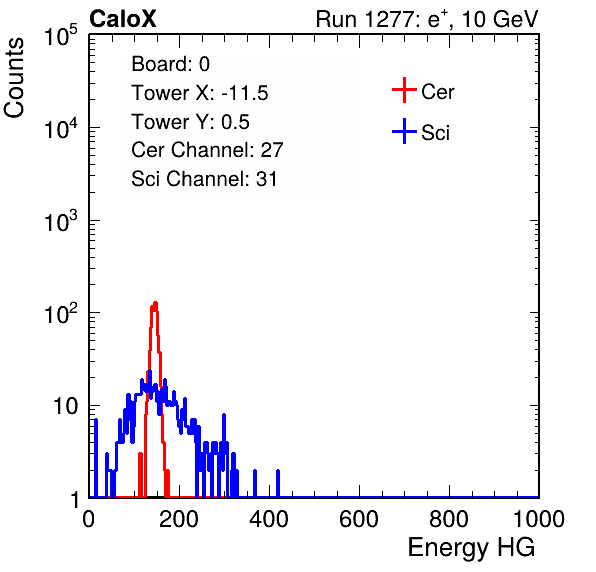 CaloX Run 1277: e⁺, 10 GeV
Board: 0
Tower X: -11.5
Tower Y: 0.5
Cer Channel: 27
Sci Channel: 31
Cer
Sci
Counts
10⁵
10⁴
10³
10²
10
1
0 200 400 600 800 1000
Energy HG